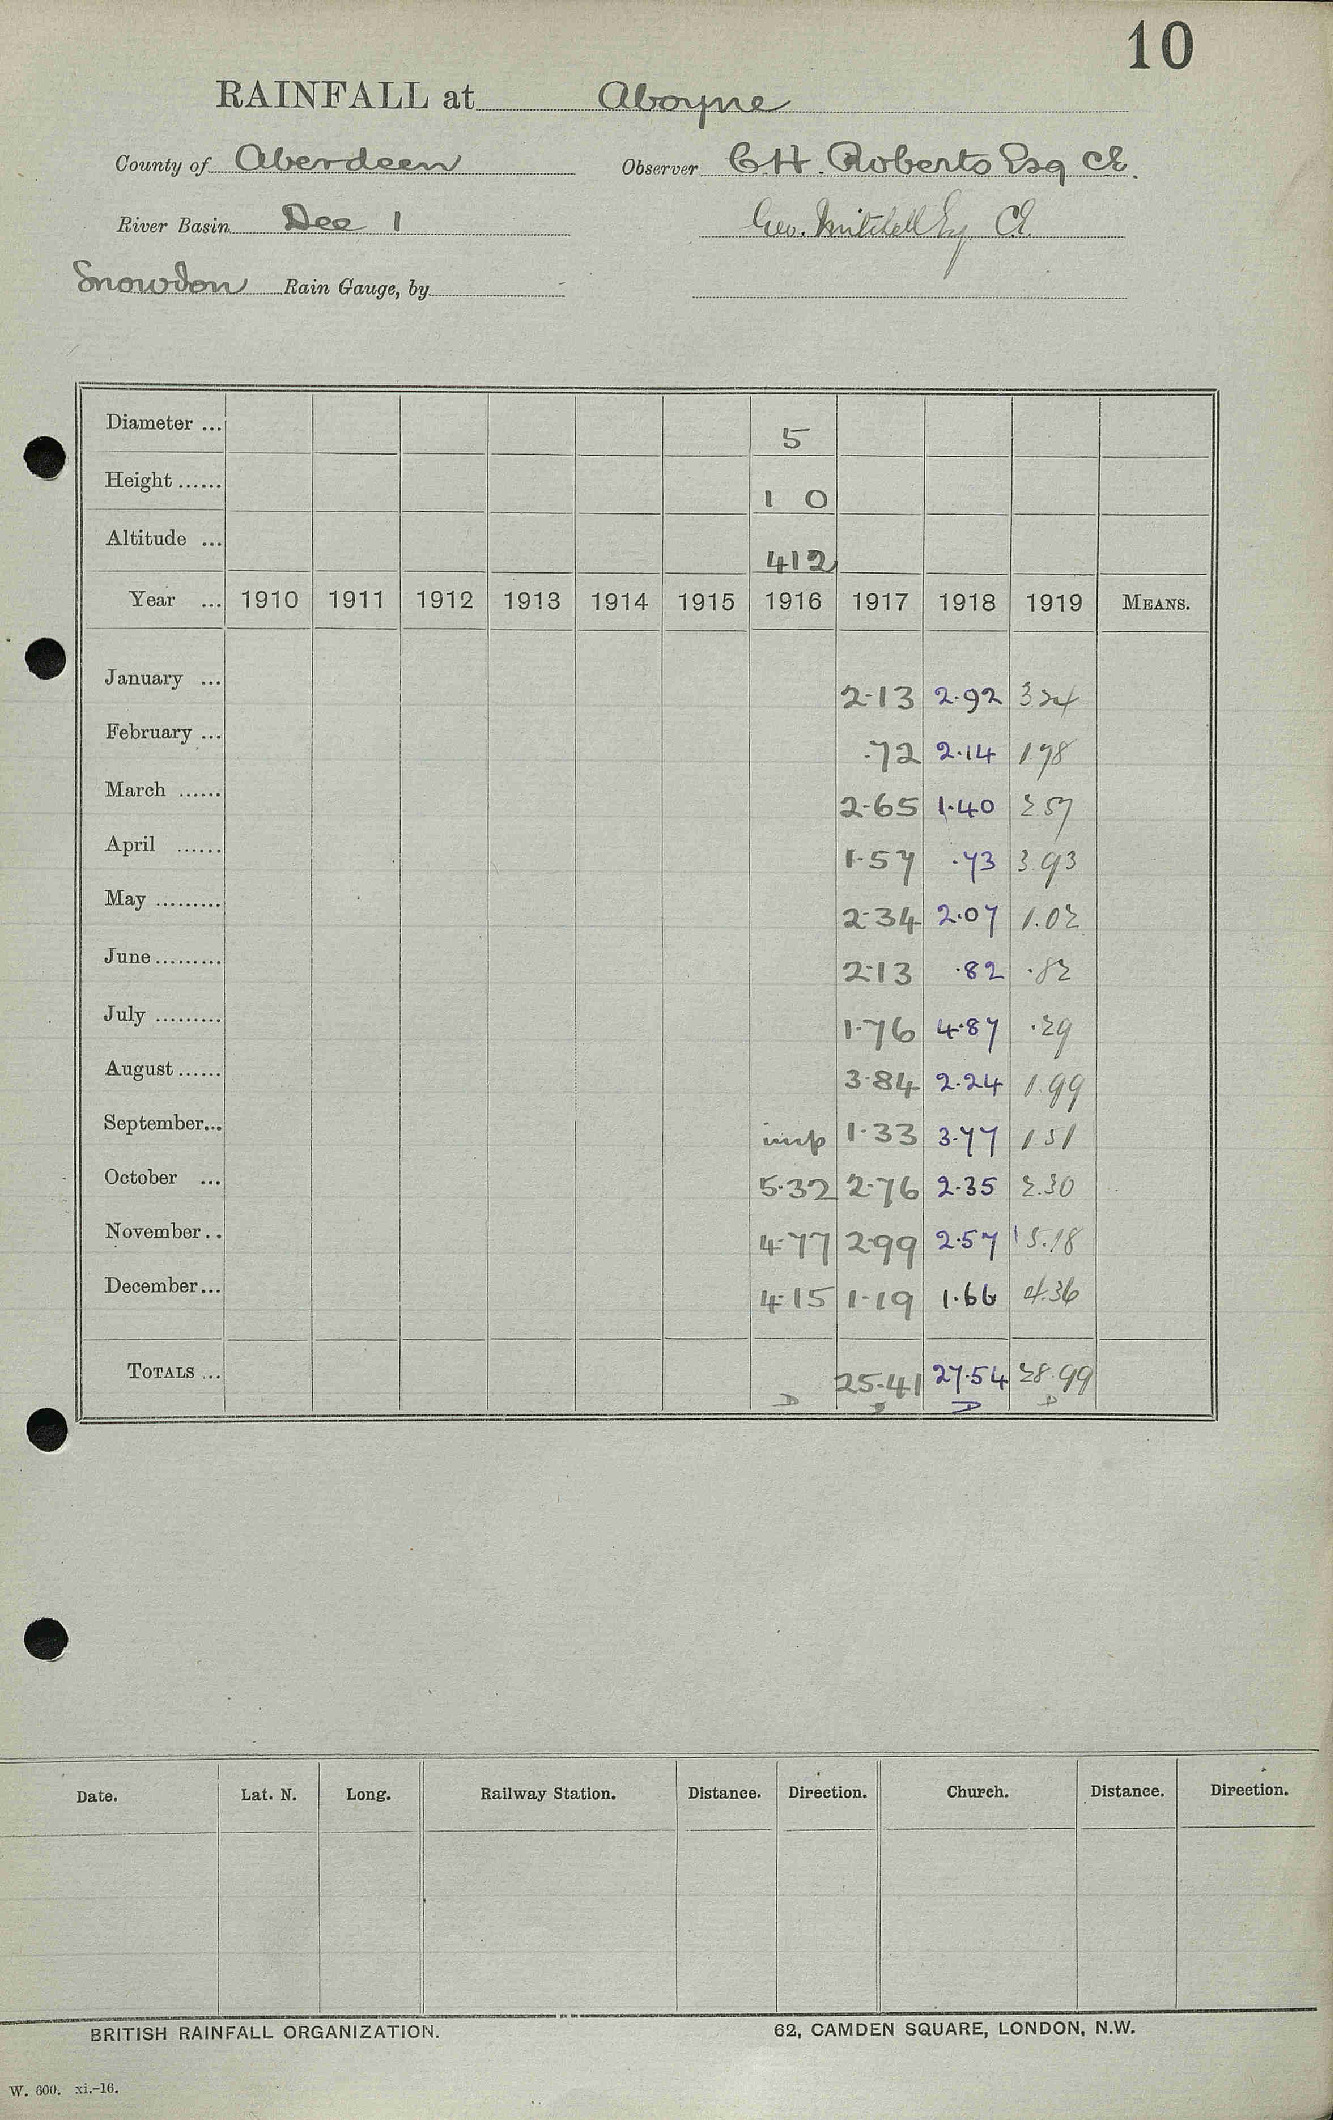 10
RAINFALL at Aboyne
County of Aberdeen Observer C.H. Roberts Esq CE.
River Basin Dee 1 Geo. Mitchell Esq CE
Snowdon Rain Gauge, by
Diameter ... 5
Height ...... 1 0
Altitude ... 412
Year ... 1910 1911 1912 1913 1914 1915 1916 1917 1918 1919 MEANS.
January ... 2·13 2·92 3 24
February ... ·72 2·14 1 78
March ...... 2·65 1·40 2 57
April ...... 1·57 ·73 3 93
May ......... 2·34 2·07 1.02
June ......... 2·13 ·82 ·82
July ......... 1·76 4·87 ·29
August ...... 3·84 2·24 1.99
September... imp 1·33 3·77 1 51
October ... 5·32 2·76 2·35 2.30
November .. 4·77 2·99 2·57 5.18
December... 4·15 1·19 1·66 4.36
TOTALS ... 25·41 27·54 28·99
D D D D
Date. Lat. N. Long. Railway Station. Distance. Direction. Church. Distance. Direction.
BRITISH RAINFALL ORGANIZATION. 62, CAMDEN SQUARE, LONDON, N.W.
W. 600. xi.–16.